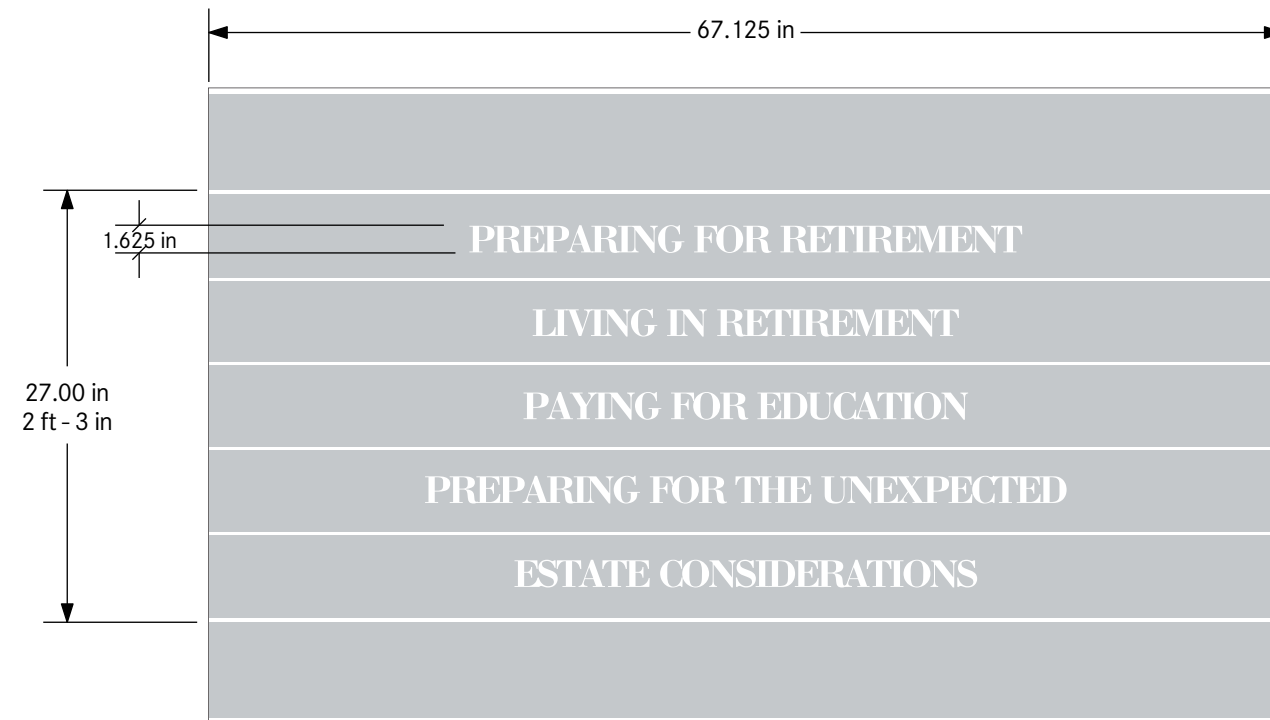 67.125 in
1.625 in
PREPARING FOR RETIREMENT
LIVING IN RETIREMENT
27.00 in
2 ft - 3 in
PAYING FOR EDUCATION
PREPARING FOR THE UNEXPECTED
ESTATE CONSIDERATIONS